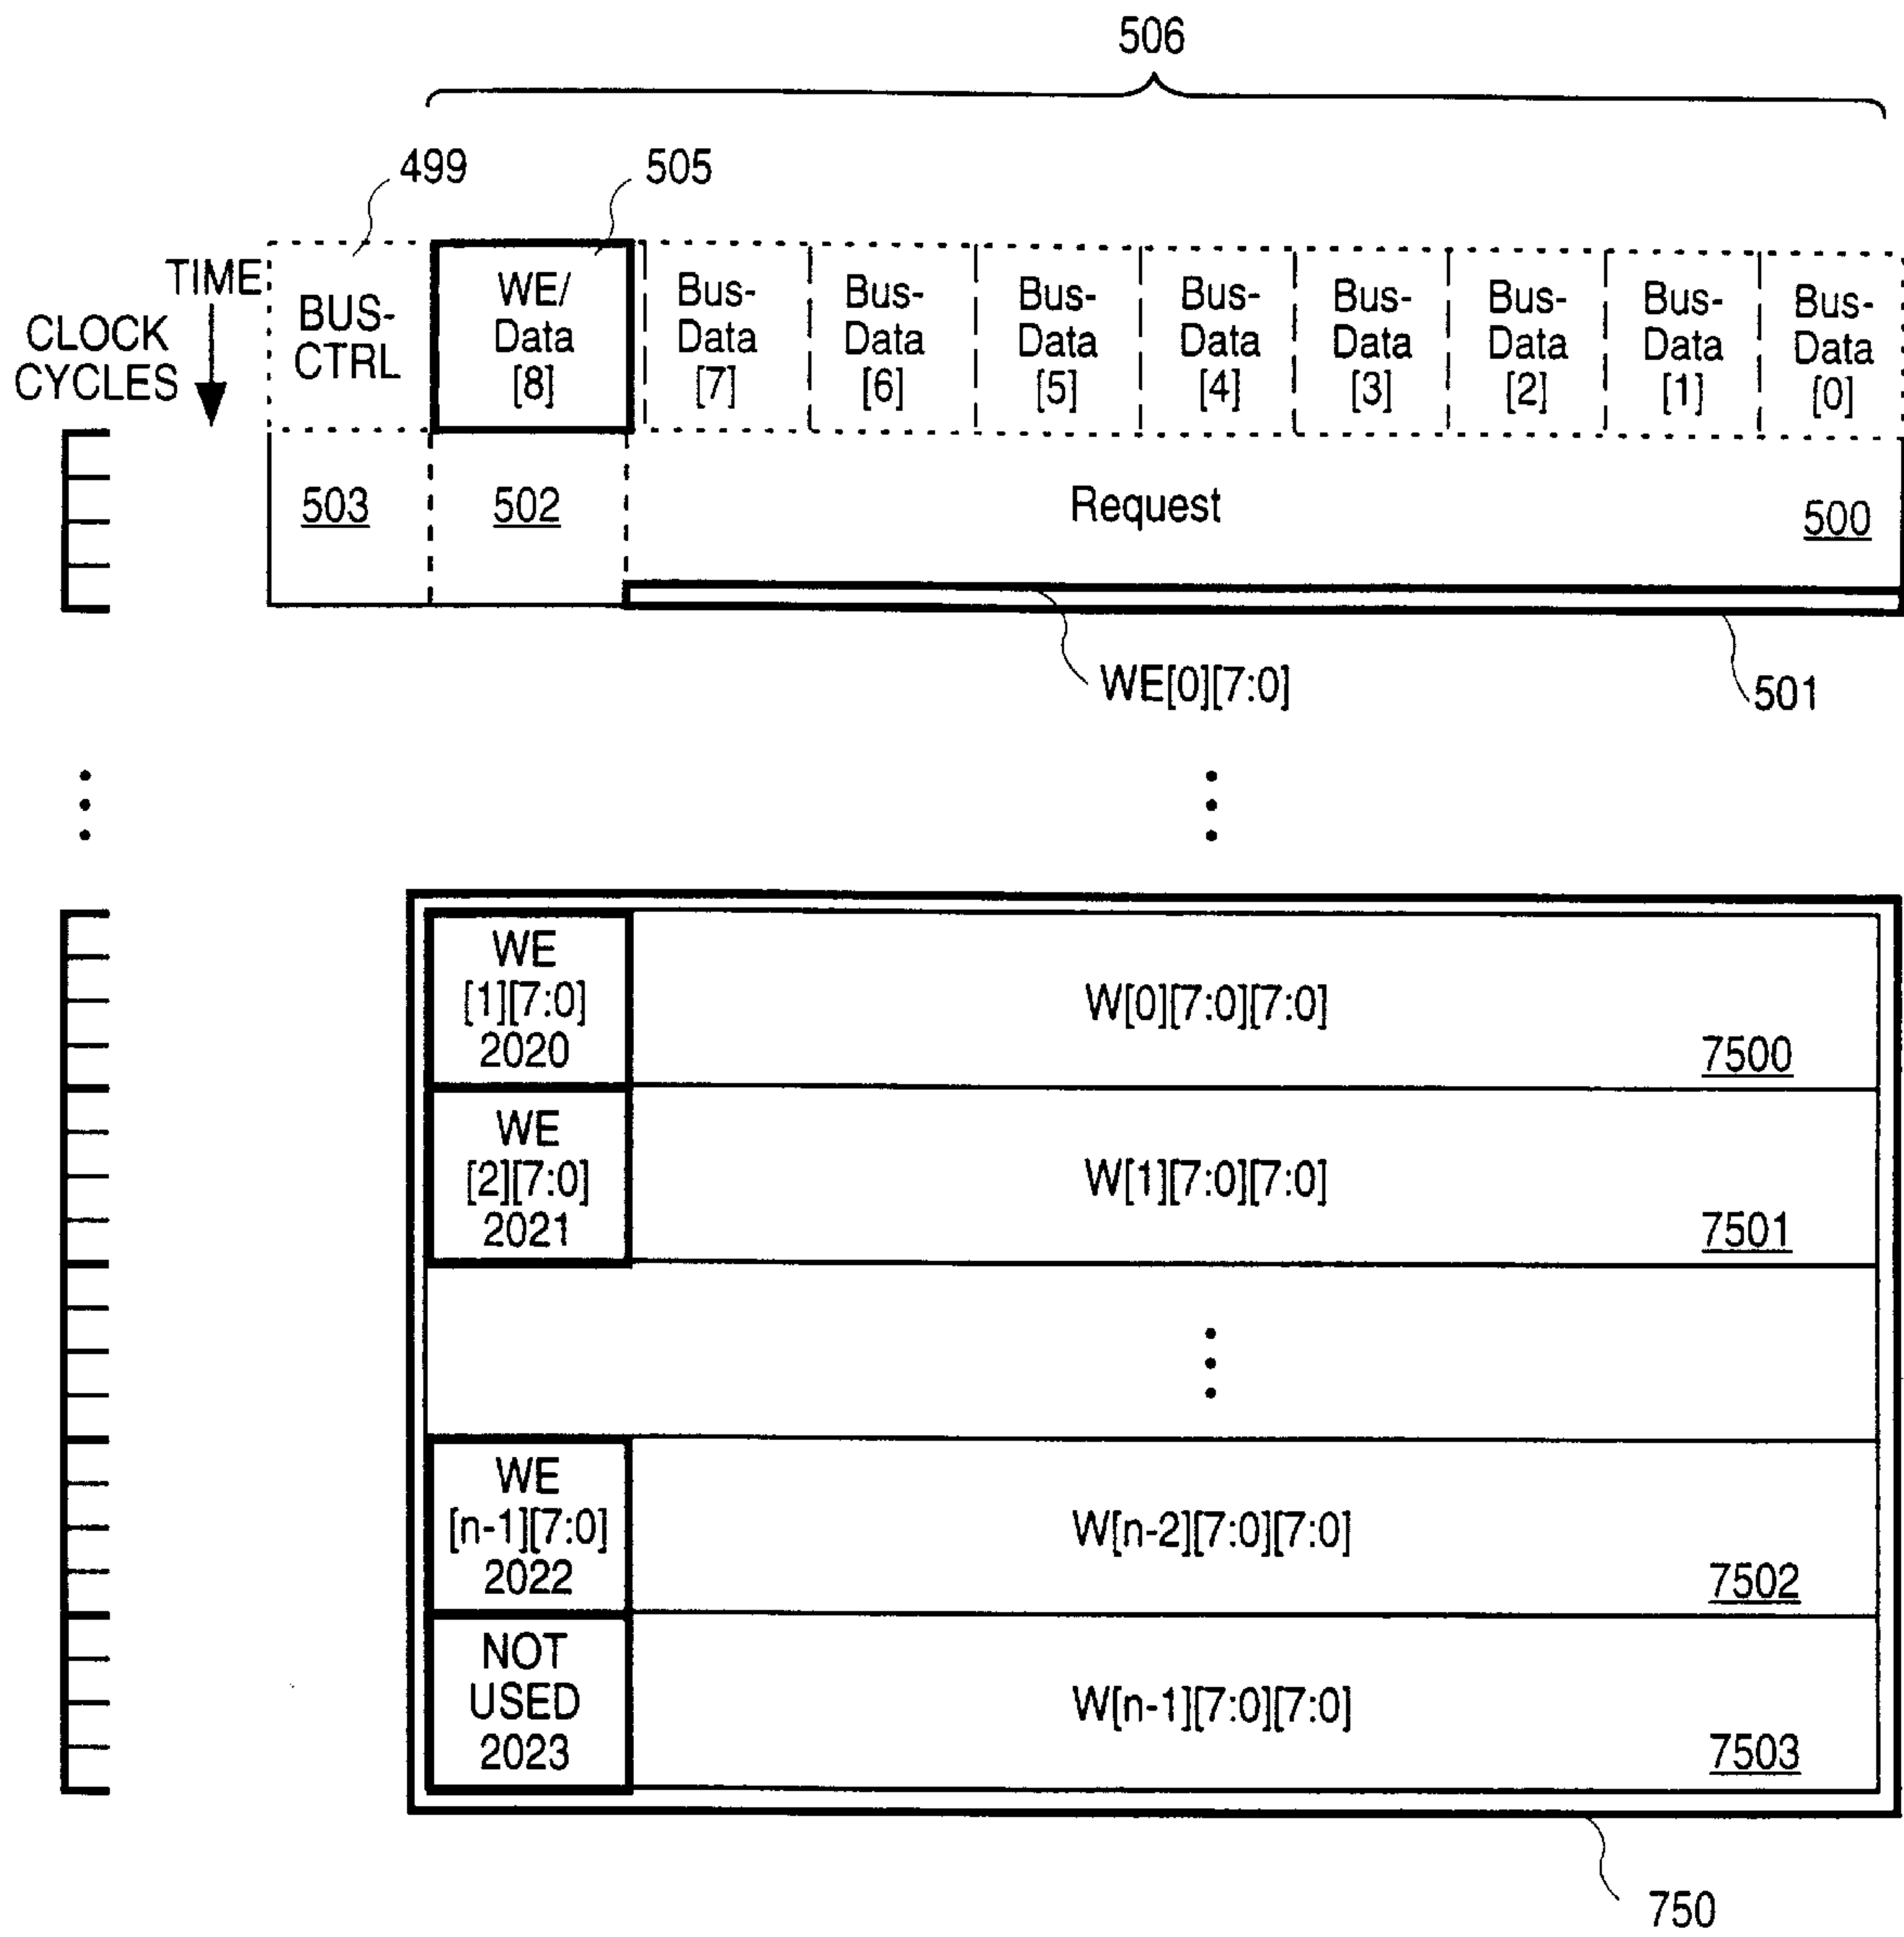 506
499
505
TIME
CLOCK
CYCLES
BUS-
CTRL
WE/
Data
[8]
Bus-
Data
[7]
Bus-
Data
[6]
Bus-
Data
[5]
Bus-
Data
[4]
Bus-
Data
[3]
Bus-
Data
[2]
Bus-
Data
[1]
Bus-
Data
[0]
503
502
Request
500
WE[0][7:0]
501
WE
[1][7:0]
2020
W[0][7:0][7:0]
7500
WE
[2][7:0]
2021
W[1][7:0][7:0]
7501
WE
[n-1][7:0]
2022
W[n-2][7:0][7:0]
7502
NOT
USED
2023
W[n-1][7:0][7:0]
7503
750